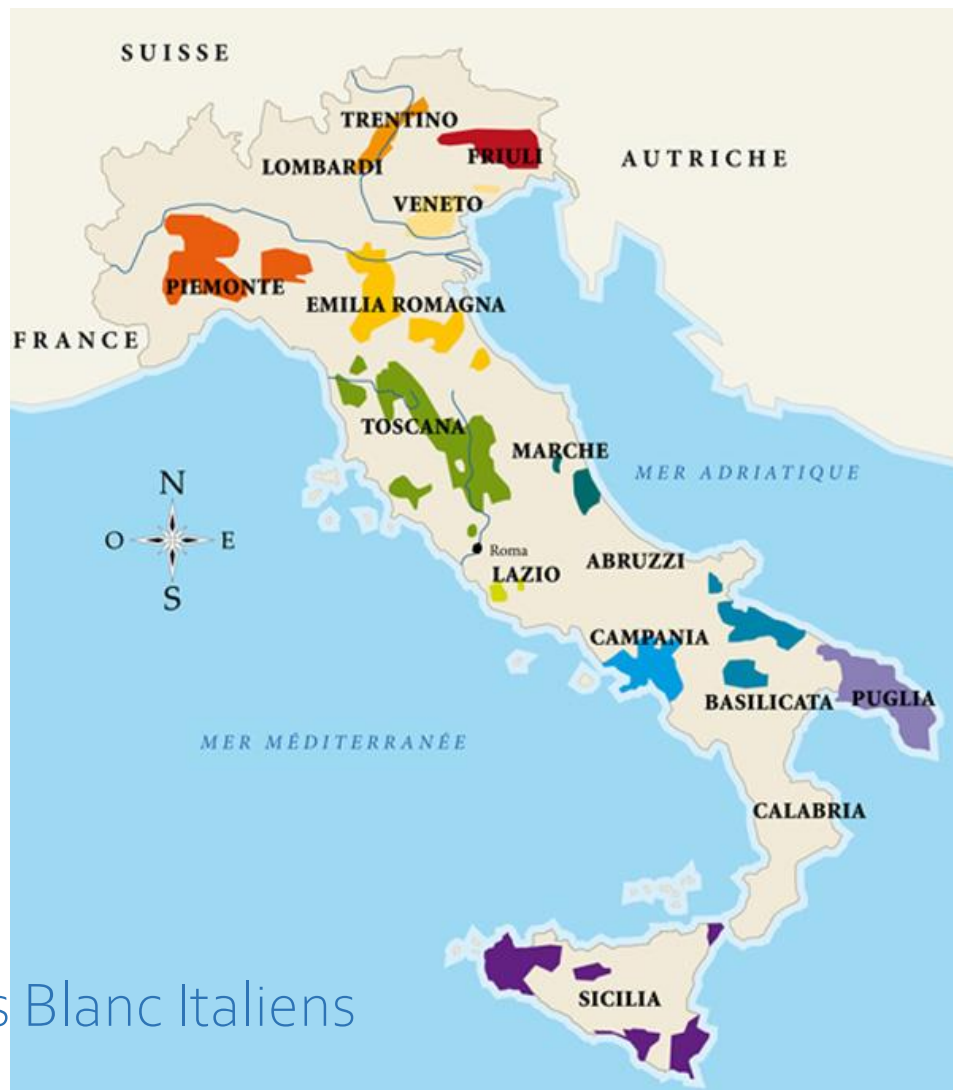 SUISSE
TRENTINO
LOMBARDI
FRIULI
AUTRICHE
VENETO
PIEMONTE
EMILIA ROMAGNA
FRANCE
TOSCANA
MARCHE
MER ADRIATIQUE
N
O
E
S
Roma
LAZIO
ABRUZZI
CAMPANIA
BASILICATA
PUGLIA
MER MÉDITERRANÉE
CALABRIA
SICILIA
s Blanc Italiens